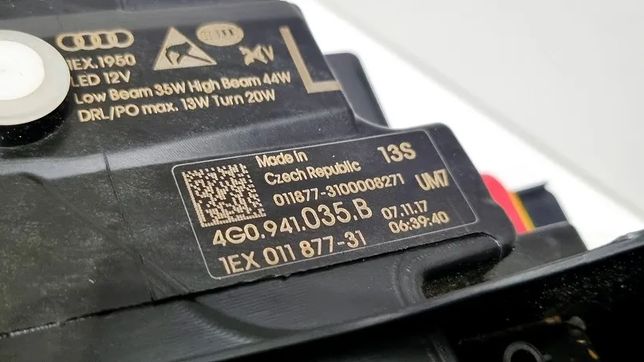 1EX.1950
LED 12V
Low Beam 35W High Beam 44W
DRL/PO max. 13W Turn 20W
L
Made in
Czech Republic
13S
011877-3100008271
UM7
4G0.941.035.B
07.11.17
06:39:40
1EX 011 877-31